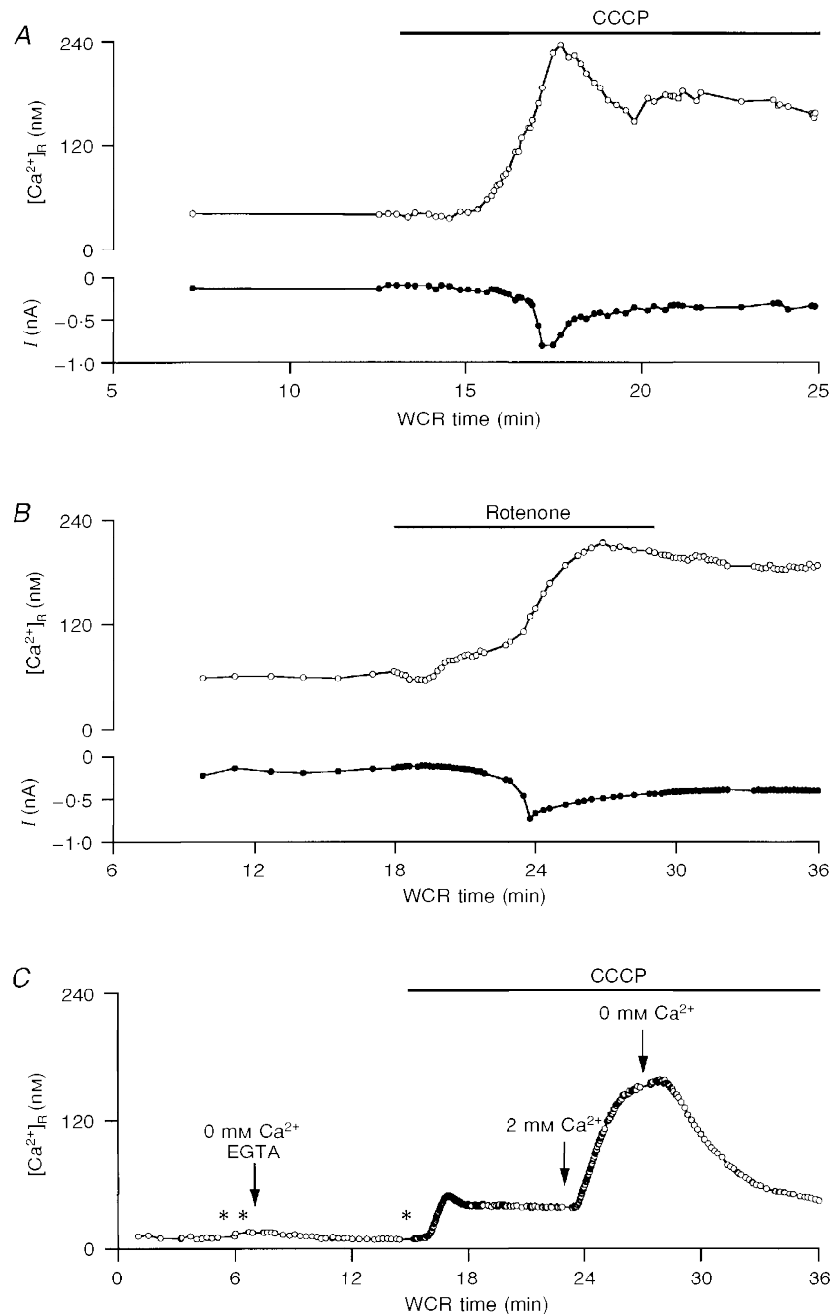 A
CCCP
240
120
0
[Ca²⁺]R (nM)
0
−0·5
−1·0
I (nA)
5 10 15 20 25
WCR time (min)
B
Rotenone
240
120
0
[Ca²⁺]R (nM)
0
−0·5
−1·0
I (nA)
6 12 18 24 30 36
WCR time (min)
C
CCCP
240
120
0
[Ca²⁺]R (nM)
0 mM Ca²⁺
0 mM Ca²⁺
EGTA
2 mM Ca²⁺
* *
*
0 6 12 18 24 30 36
WCR time (min)